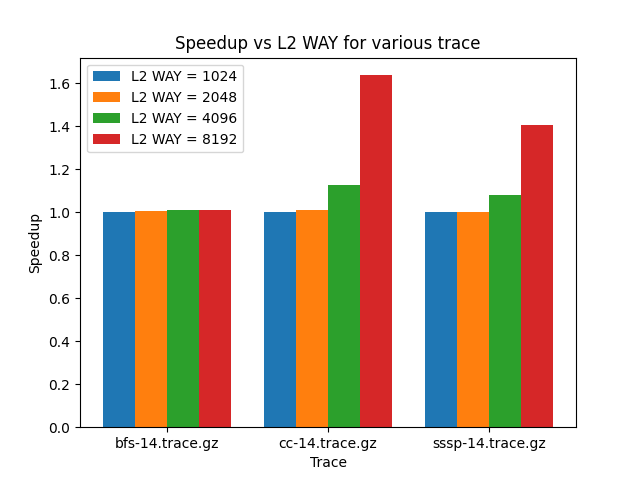 Speedup vs L2 WAY for various trace
L2 WAY = 1024
L2 WAY = 2048
L2 WAY = 4096
L2 WAY = 8192
Speedup
1.6
1.4
1.2
1.0
0.8
0.6
0.4
0.2
0.0
bfs-14.trace.gz
cc-14.trace.gz
sssp-14.trace.gz
Trace